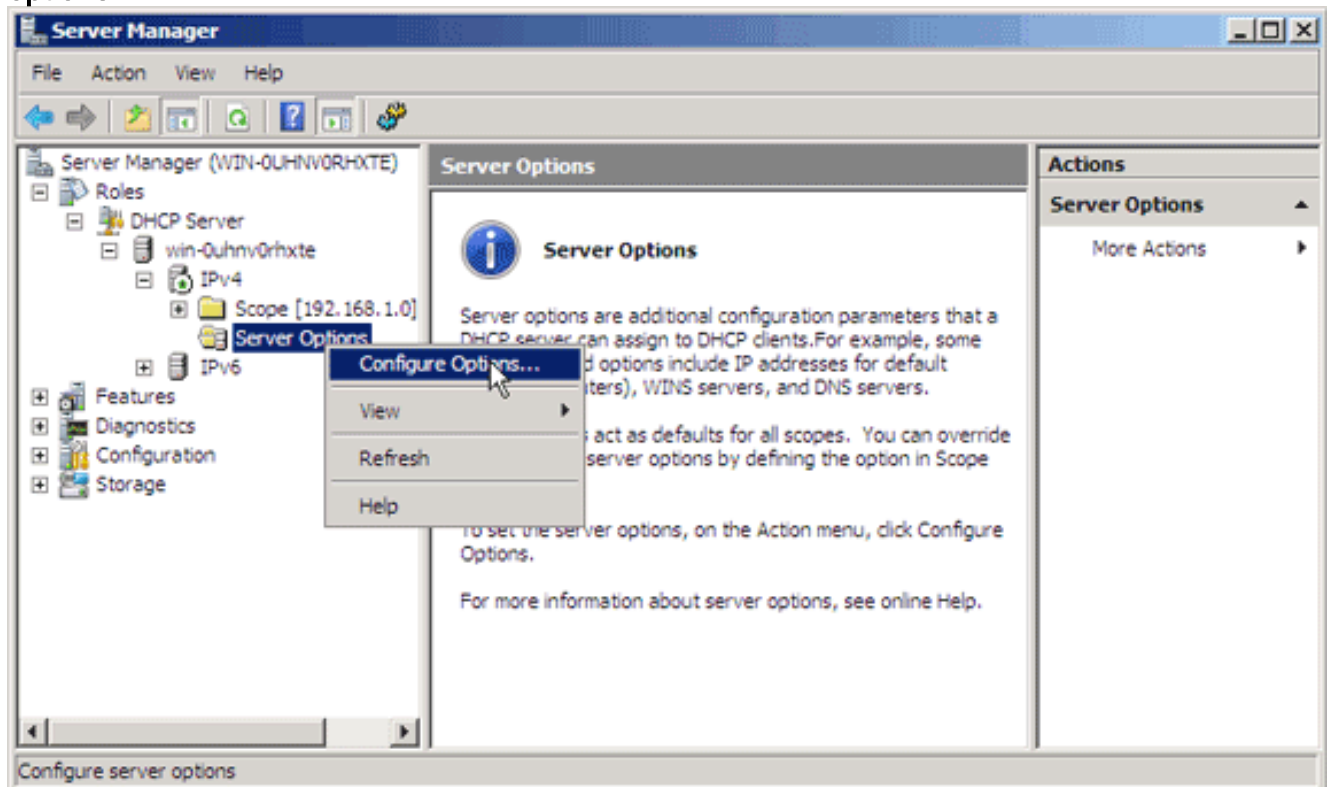 Server Manager
File Action View Help
Server Manager (WIN-0UHNV0RHXTE)
Roles
DHCP Server
win-0uhnv0rhxte
IPv4
Scope [192.168.1.0]
Server Options
IPv6
Features
Diagnostics
Configuration
Storage
Configure Options...
View
Refresh
Help
Server Options
Server Options
Server options are additional configuration parameters that a
DHCP server can assign to DHCP clients.For example, some
d options include IP addresses for default
ters), WINS servers, and DNS servers.
act as defaults for all scopes. You can override
server options by defining the option in Scope
To set the server options, on the Action menu, click Configure
Options.
For more information about server options, see online Help.
Actions
Server Options
More Actions
Configure server options